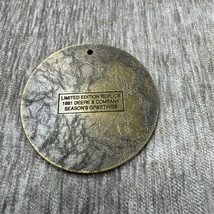 LIMITED EDITION REPLICA
1881 DEERE & COMPANY
SEASON'S GREETINGS